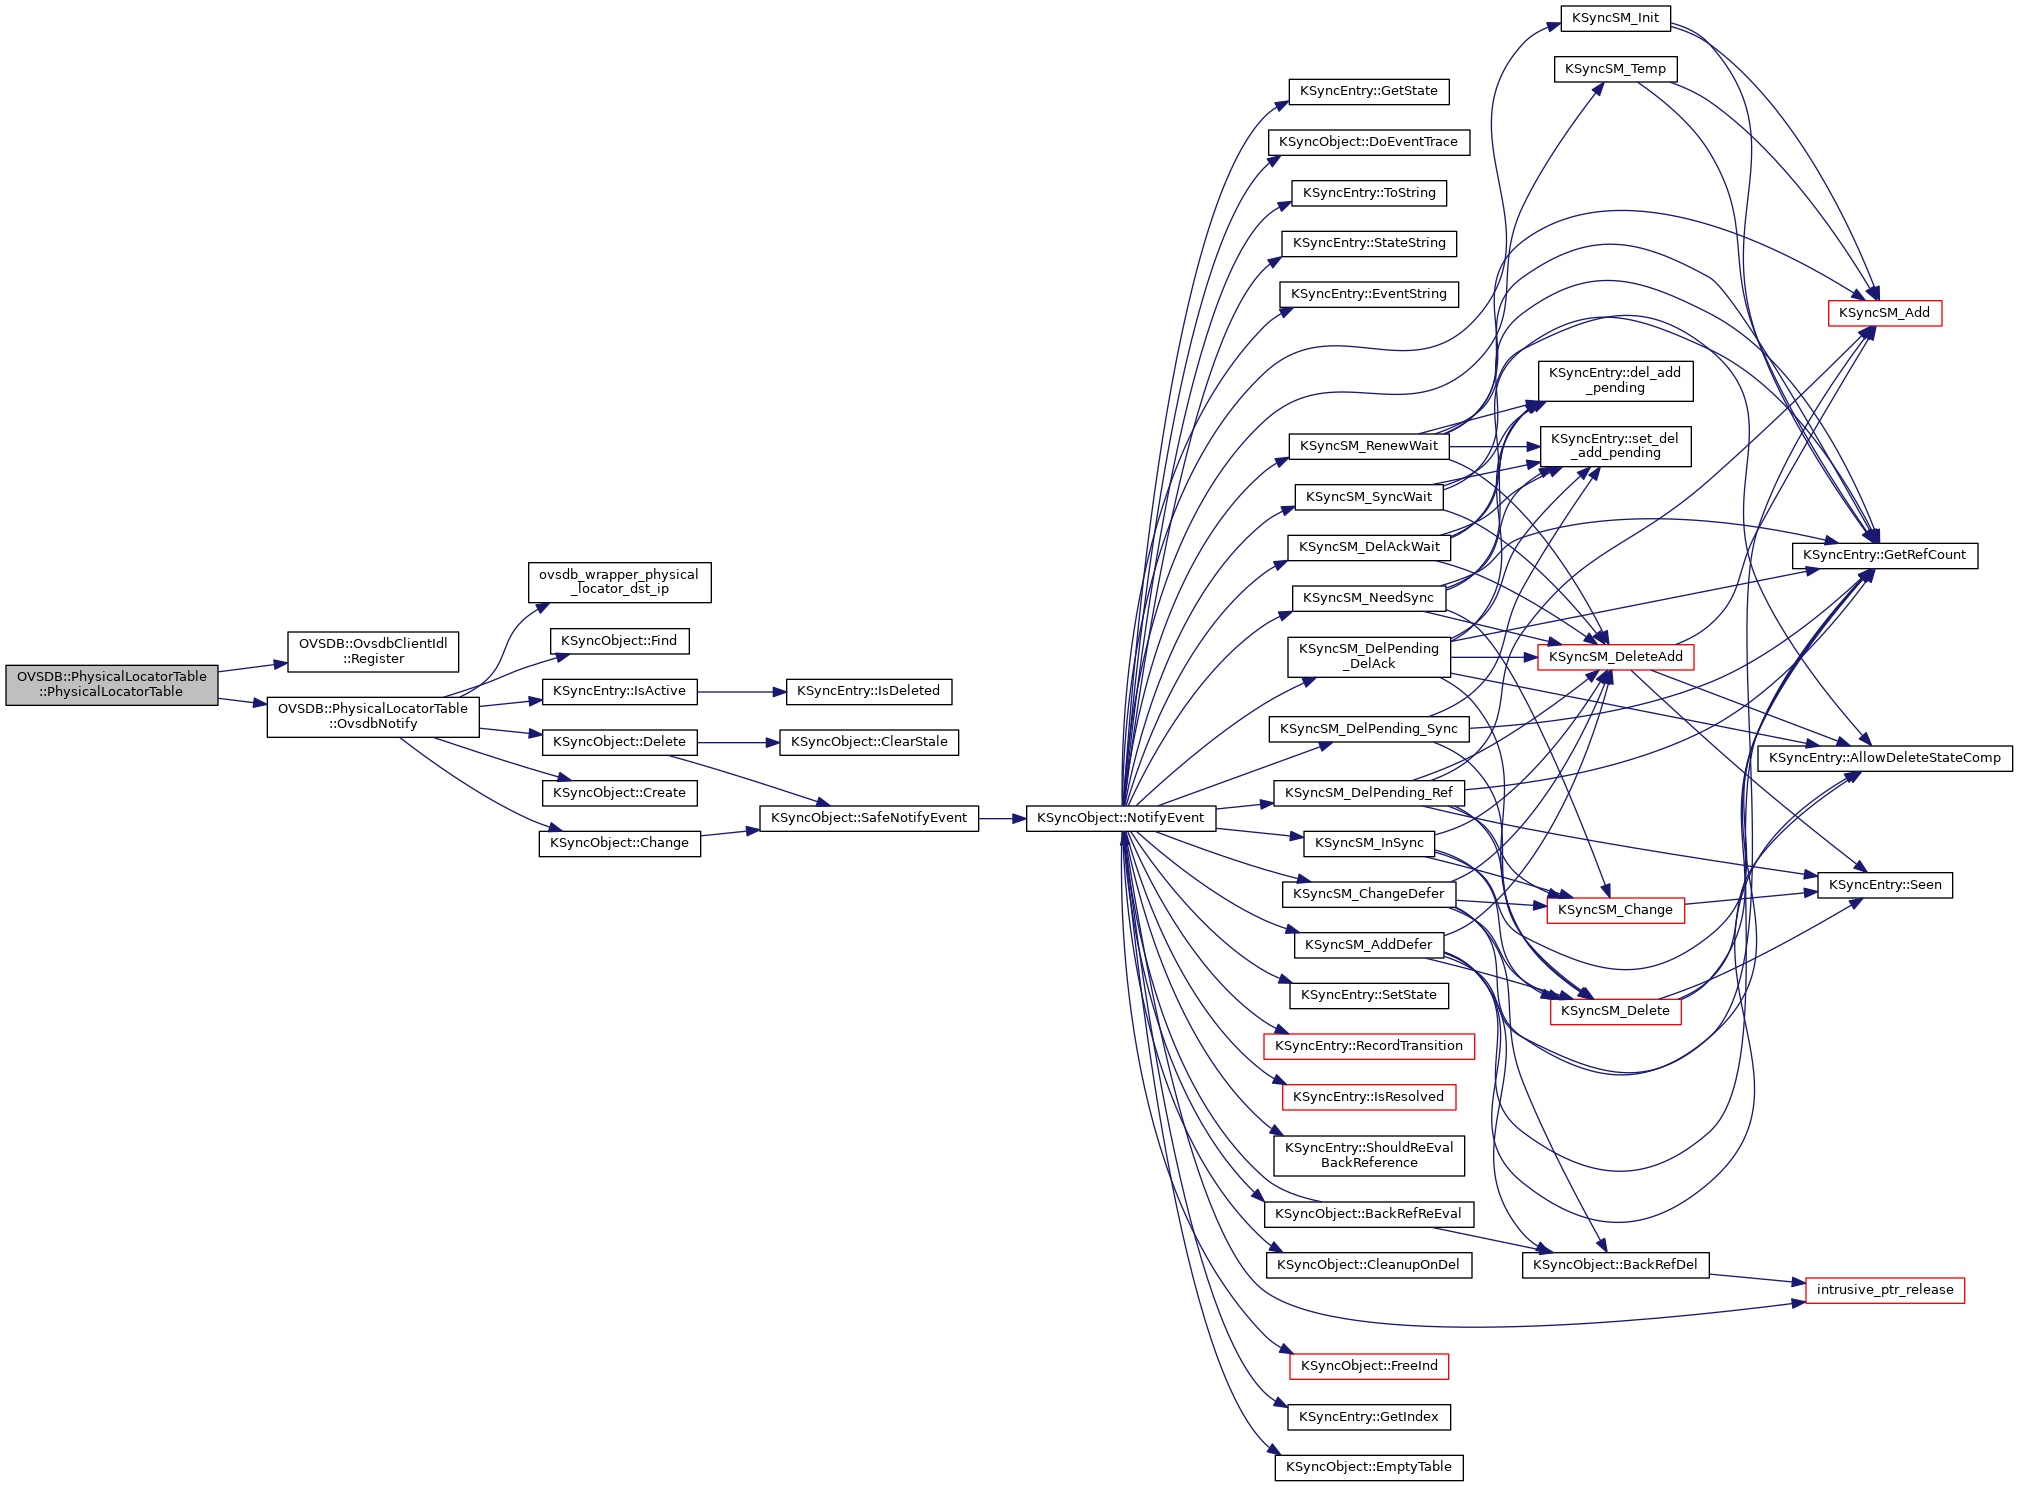 OVSDB::PhysicalLocatorTable
::PhysicalLocatorTable
OVSDB::OvsdbClientIdl
::Register
OVSDB::PhysicalLocatorTable
::OvsdbNotify
ovsdb_wrapper_physical
_locator_dst_ip
KSyncObject::Find
KSyncEntry::IsActive
KSyncObject::Delete
KSyncObject::Create
KSyncObject::Change
KSyncEntry::IsDeleted
KSyncObject::ClearStale
KSyncObject::SafeNotifyEvent
KSyncObject::NotifyEvent
KSyncEntry::GetState
KSyncObject::DoEventTrace
KSyncEntry::ToString
KSyncEntry::StateString
KSyncEntry::EventString
KSyncSM_RenewWait
KSyncSM_SyncWait
KSyncSM_DelAckWait
KSyncSM_NeedSync
KSyncSM_DelPending
_DelAck
KSyncSM_DelPending_Sync
KSyncSM_DelPending_Ref
KSyncSM_InSync
KSyncSM_ChangeDefer
KSyncSM_AddDefer
KSyncEntry::SetState
KSyncEntry::RecordTransition
KSyncEntry::IsResolved
KSyncEntry::ShouldReEval
BackReference
KSyncObject::BackRefReEval
KSyncObject::CleanupOnDel
KSyncObject::FreeInd
KSyncEntry::GetIndex
KSyncObject::EmptyTable
KSyncSM_Init
KSyncSM_Temp
KSyncEntry::del_add
_pending
KSyncEntry::set_del
_add_pending
KSyncSM_DeleteAdd
KSyncSM_Change
KSyncSM_Delete
KSyncObject::BackRefDel
KSyncSM_Add
KSyncEntry::GetRefCount
KSyncEntry::AllowDeleteStateComp
KSyncEntry::Seen
intrusive_ptr_release